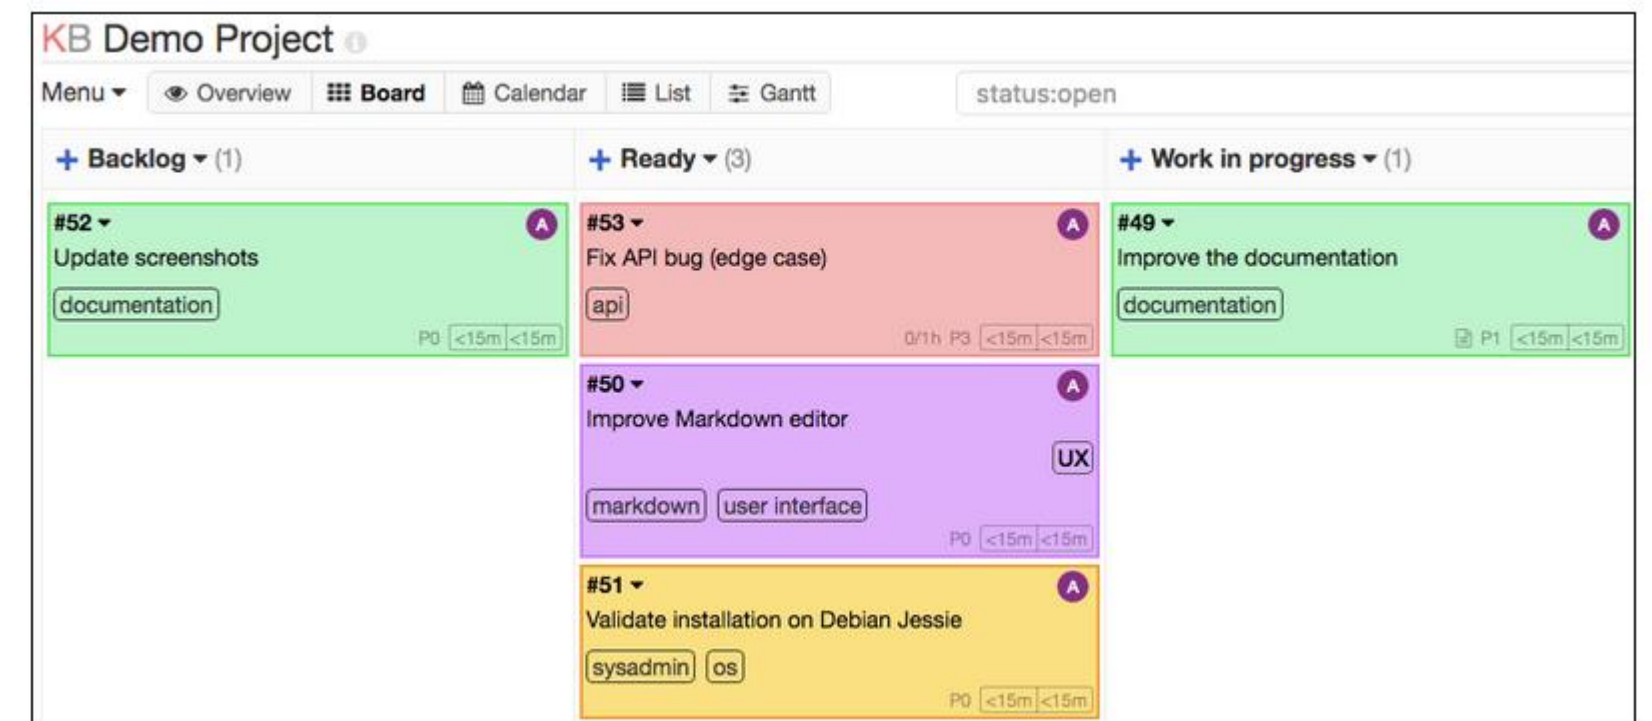 KB Demo Project
Menu Overview Board Calendar List Gantt status:open
Backlog (1)
#52 A
Update screenshots
documentation
P0 <15m <15m
Ready (3)
#53 A
Fix API bug (edge case)
api
0/1h P3 <15m <15m
#50 A
Improve Markdown editor
UX
markdown user interface
P0 <15m <15m
#51 A
Validate installation on Debian Jessie
sysadmin os
P0 <15m <15m
Work in progress (1)
#49 A
Improve the documentation
documentation
P1 <15m <15m